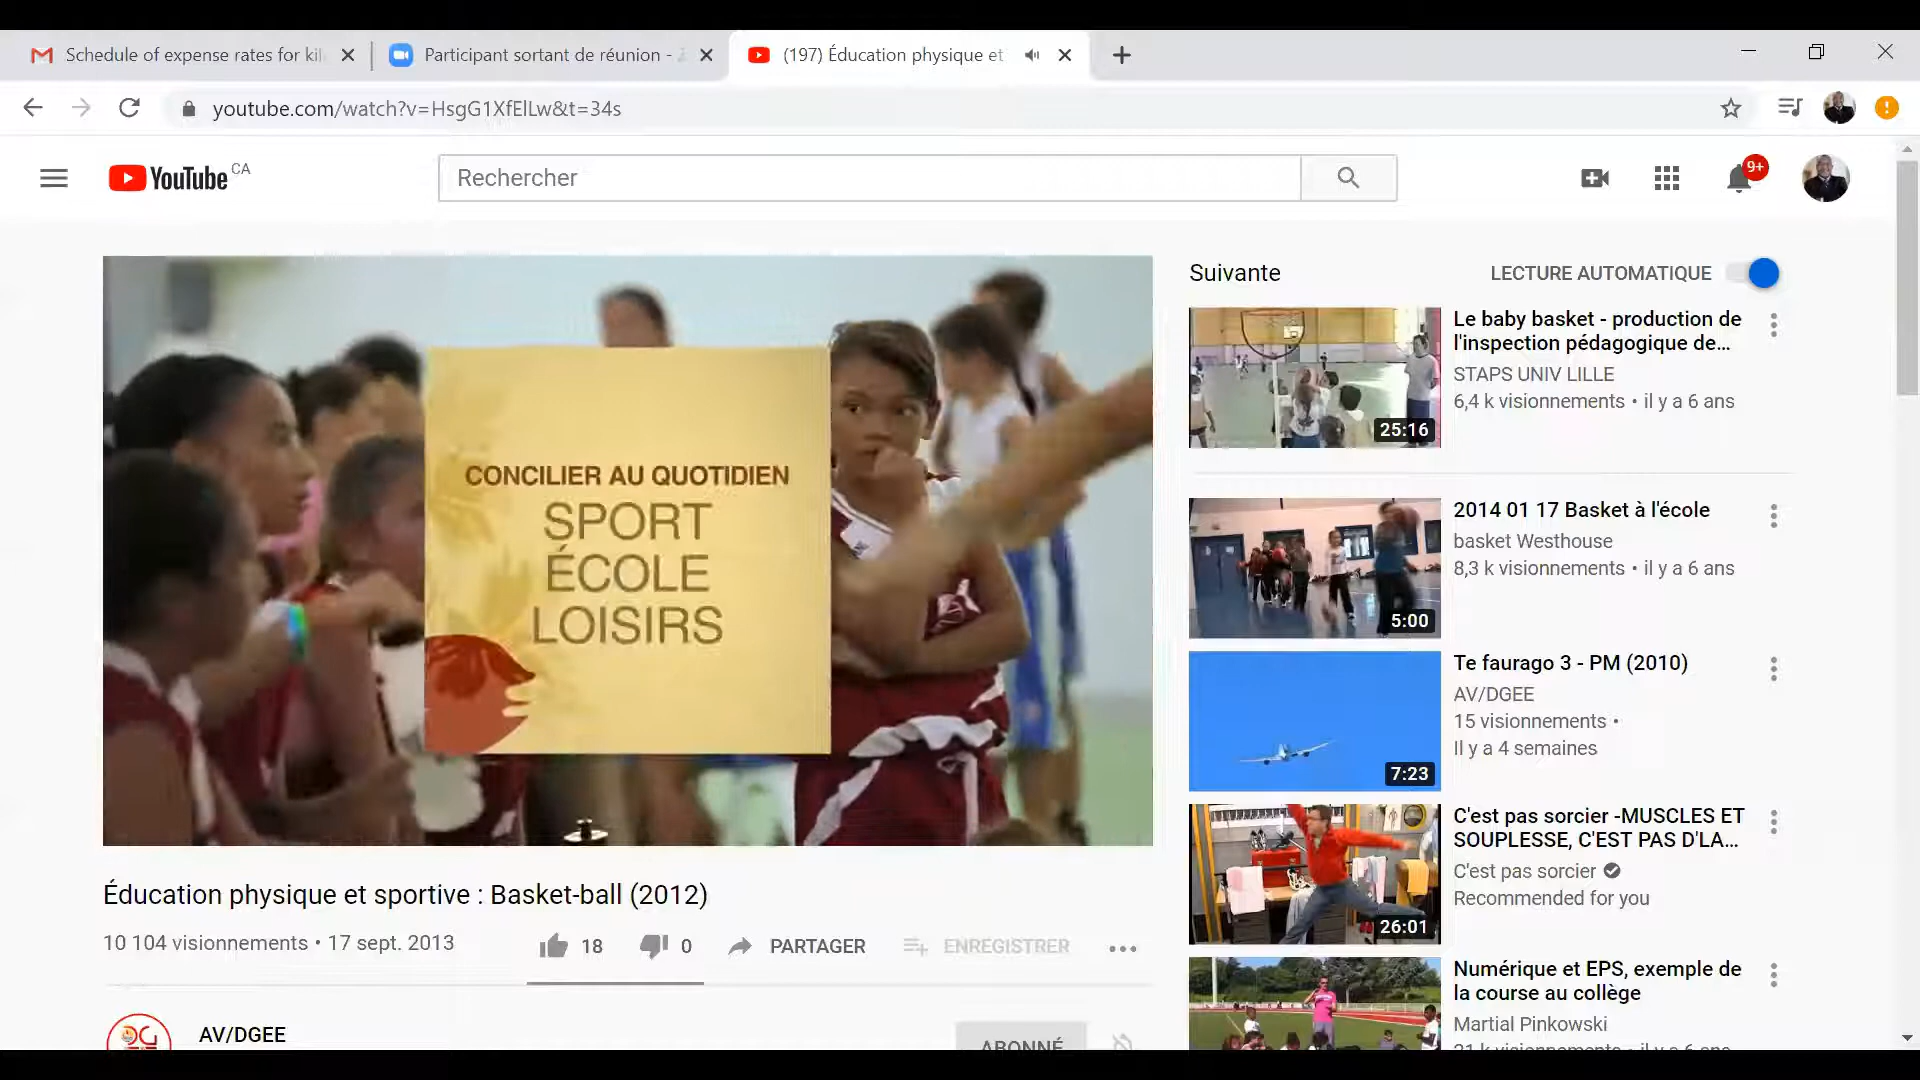 Schedule of expense rates for kil
Participant sortant de réunion -
(197) Éducation physique et
youtube.com/watch?v=HsgG1XfElLw&t=34s
YouTube CA
Rechercher
9+
CONCILIER AU QUOTIDIEN
SPORT
ÉCOLE
LOISIRS
Éducation physique et sportive : Basket-ball (2012)
10 104 visionnements • 17 sept. 2013
18
0
PARTAGER
ENREGISTRER
AV/DGEE
ABONNÉ
Suivante
LECTURE AUTOMATIQUE
25:16
Le baby basket - production de
l'inspection pédagogique de...
STAPS UNIV LILLE
6,4 k visionnements • il y a 6 ans
5:00
2014 01 17 Basket à l'école
basket Westhouse
8,3 k visionnements • il y a 6 ans
7:23
Te faurago 3 - PM (2010)
AV/DGEE
15 visionnements •
Il y a 4 semaines
26:01
C'est pas sorcier -MUSCLES ET
SOUPLESSE, C'EST PAS D'LA...
C'est pas sorcier
Recommended for you
Numérique et EPS, exemple de
la course au collège
Martial Pinkowski